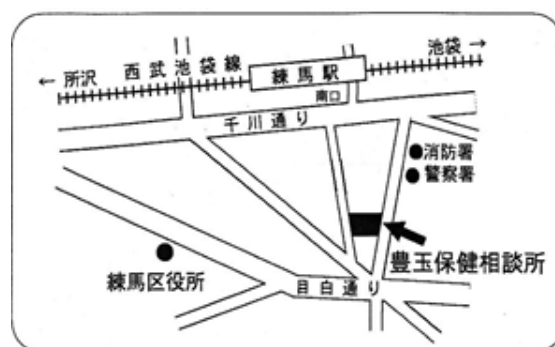 池袋→
←所沢 西武池袋線
練馬駅
南口
千川通り
消防署
警察署
豊玉保健相談所
練馬区役所
目白通り